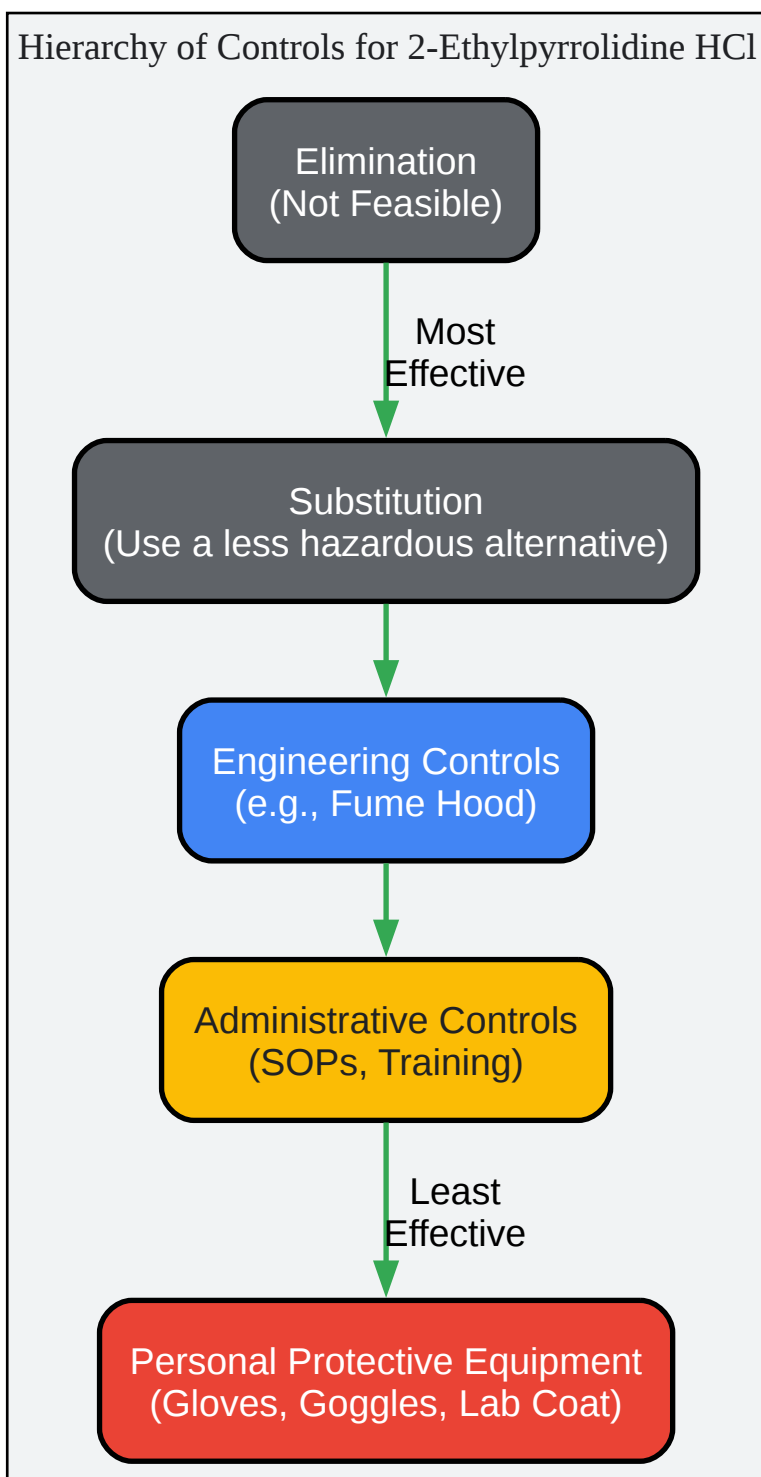 Hierarchy of Controls for 2-Ethylpyrrolidine HCl
Elimination
(Not Feasible)
Most
Effective
Substitution
(Use a less hazardous alternative)
Engineering Controls
(e.g., Fume Hood)
Administrative Controls
(SOPs, Training)
Least
Effective
Personal Protective Equipment
(Gloves, Goggles, Lab Coat)